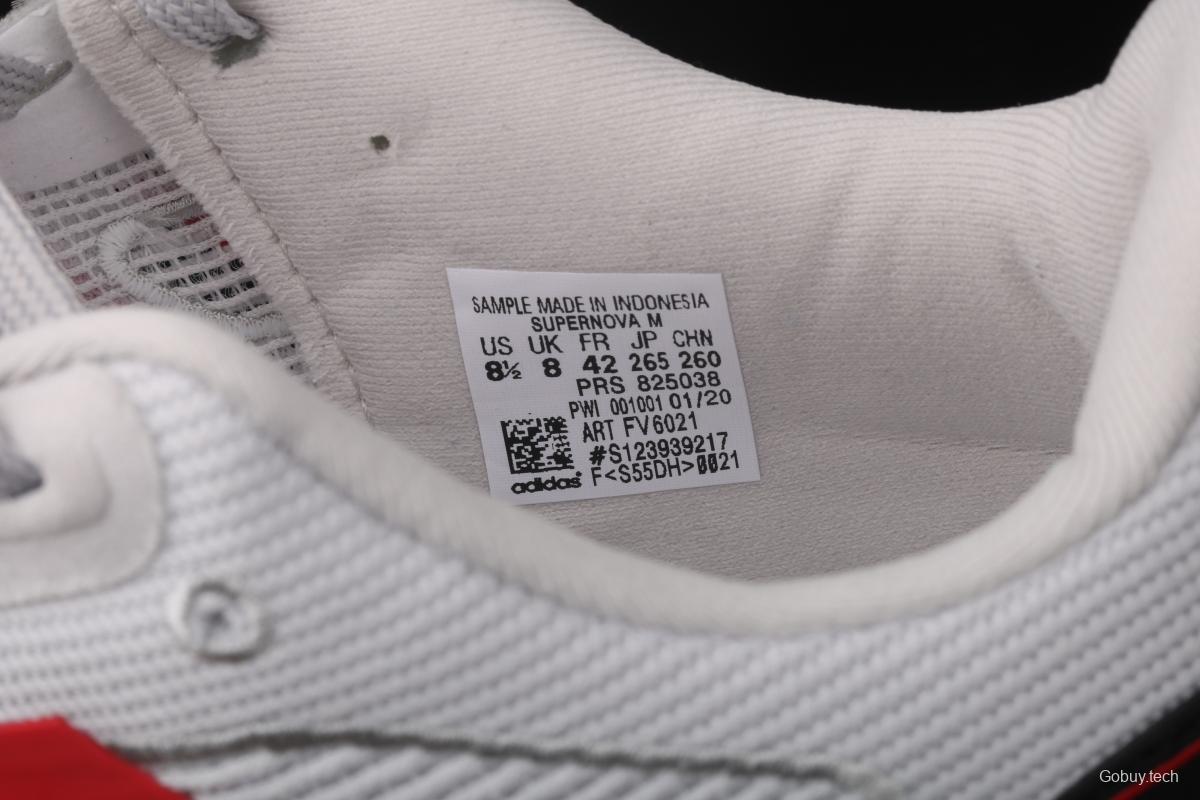 SAMPLE MADE IN INDONESIA
SUPERNOVA M
US UK FR JP CHN
8½ 8 42 265 260
PRS 825038
PWI 001001 01/20
ART FV6021
#S123939217
adidas F<S55DH>0021
Gobuy.tech